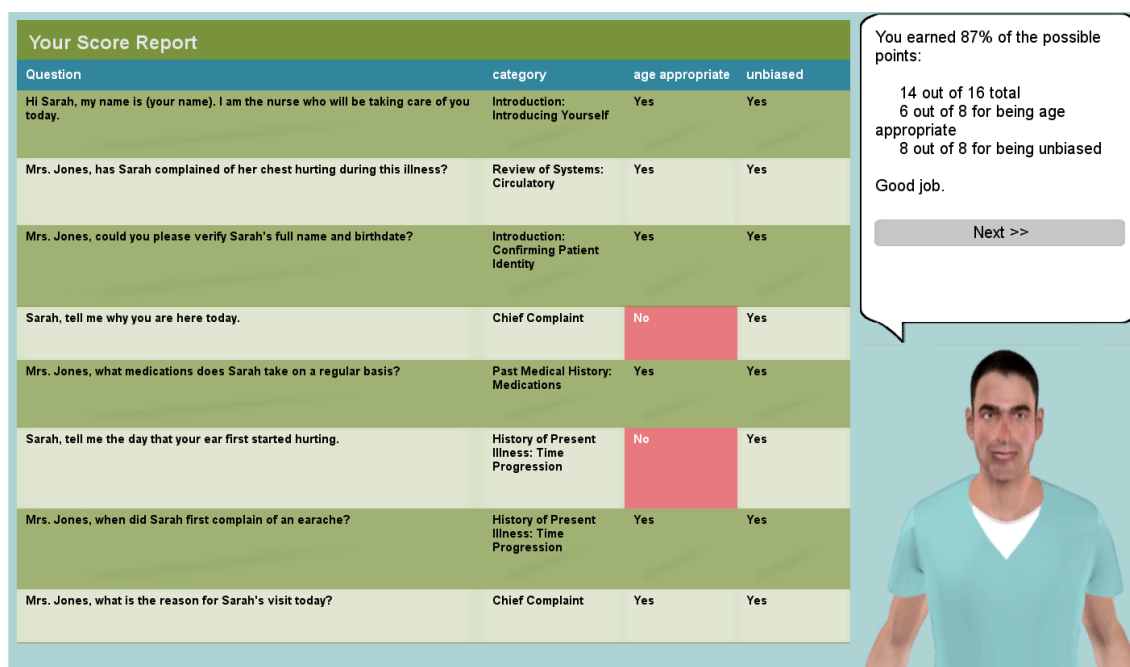 Your Score Report
Question category age appropriate unbiased
Hi Sarah, my name is (your name). I am the nurse who will be taking care of you
today.
Introduction:
Introducing Yourself
Yes
Yes
Mrs. Jones, has Sarah complained of her chest hurting during this illness?
Review of Systems:
Circulatory
Yes
Yes
Mrs. Jones, could you please verify Sarah's full name and birthdate?
Introduction:
Confirming Patient
Identity
Yes
Yes
Sarah, tell me why you are here today.
Chief Complaint
No
Yes
Mrs. Jones, what medications does Sarah take on a regular basis?
Past Medical History:
Medications
Yes
Yes
Sarah, tell me the day that your ear first started hurting.
History of Present
Illness: Time
Progression
No
Yes
Mrs. Jones, when did Sarah first complain of an earache?
History of Present
Illness: Time
Progression
Yes
Yes
Mrs. Jones, what is the reason for Sarah's visit today?
Chief Complaint
Yes
Yes
You earned 87% of the possible
points:
14 out of 16 total
6 out of 8 for being age
appropriate
8 out of 8 for being unbiased
Good job.
Next >>